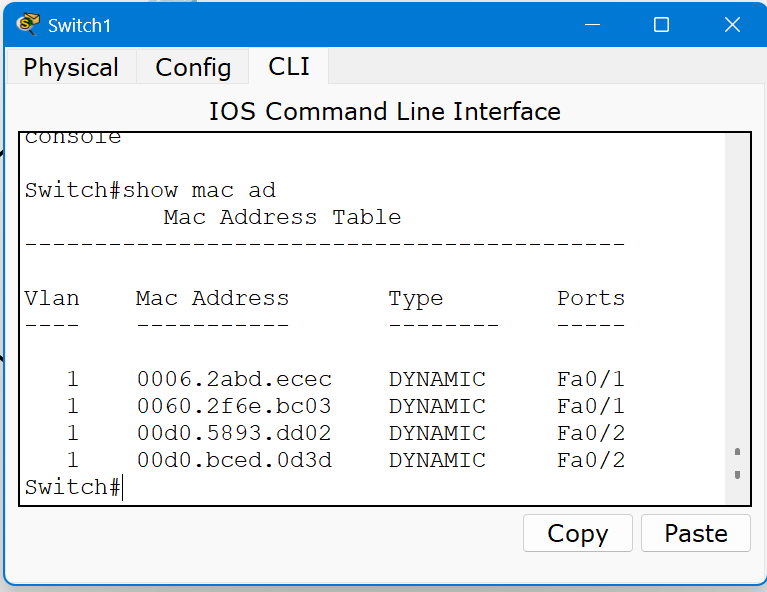 Switch1
Physical Config CLI
IOS Command Line Interface
console
Switch#show mac ad
Mac Address Table
-------------------------------------------
Vlan Mac Address Type Ports
---- ----------- -------- -----
1 0006.2abd.ecec DYNAMIC Fa0/1
1 0060.2f6e.bc03 DYNAMIC Fa0/1
1 00d0.5893.dd02 DYNAMIC Fa0/2
1 00d0.bced.0d3d DYNAMIC Fa0/2
Switch#
Copy Paste